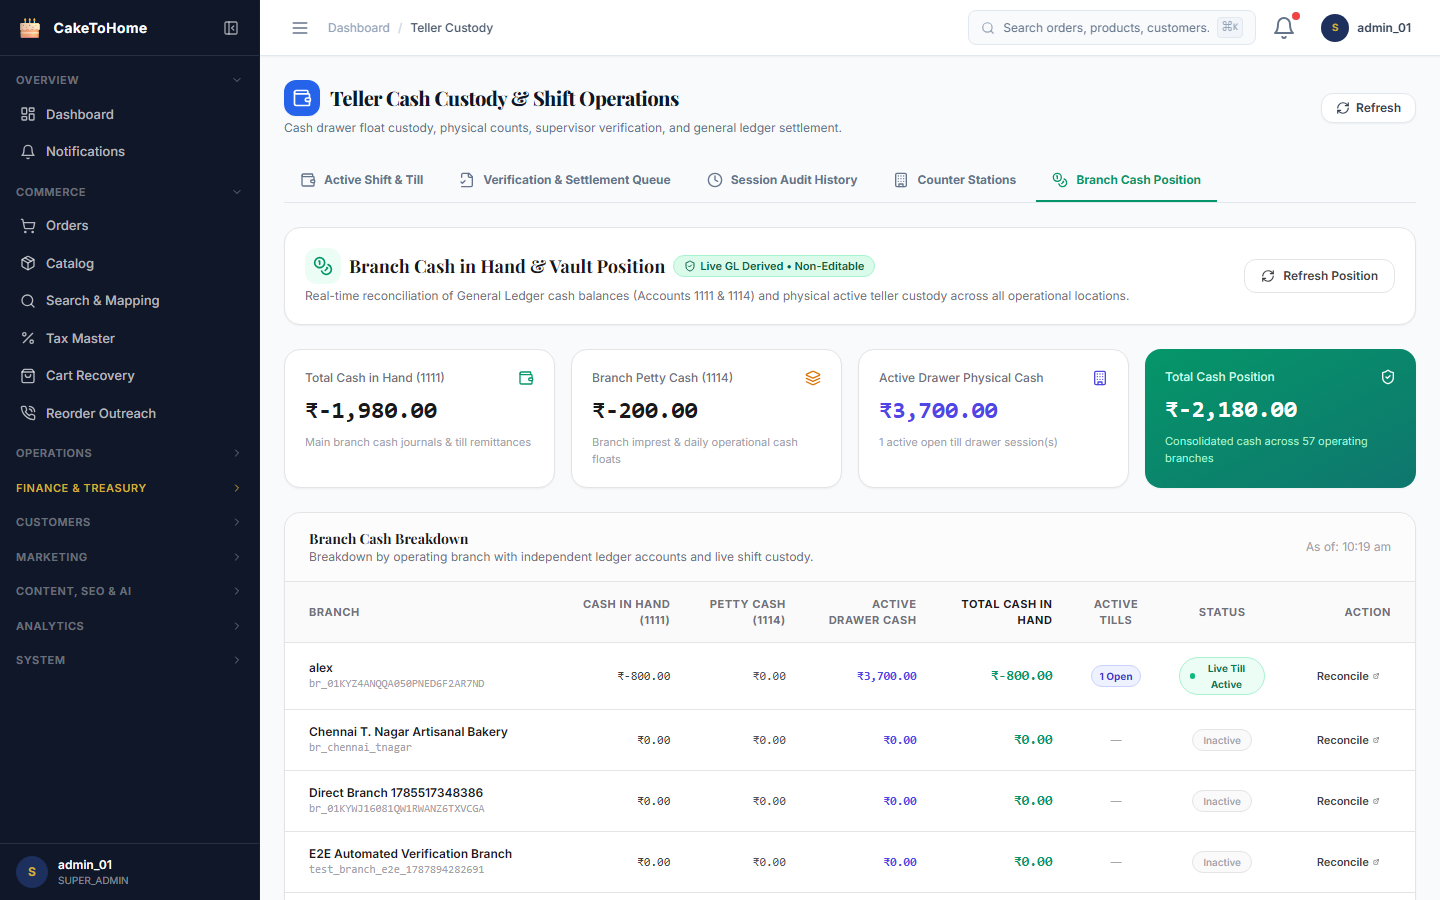 CakeToHome
OVERVIEW
Dashboard
Notifications
COMMERCE
Orders
Catalog
Search & Mapping
Tax Master
Cart Recovery
Reorder Outreach
OPERATIONS
FINANCE & TREASURY
CUSTOMERS
MARKETING
CONTENT, SEO & AI
ANALYTICS
SYSTEM
S
admin_01
SUPER_ADMIN
Dashboard / Teller Custody
Search orders, products, customers. ⌘K
S admin_01
Teller Cash Custody & Shift Operations
Cash drawer float custody, physical counts, supervisor verification, and general ledger settlement.
Refresh
Active Shift & Till
Verification & Settlement Queue
Session Audit History
Counter Stations
Branch Cash Position
Branch Cash in Hand & Vault Position
Live GL Derived • Non-Editable
Real-time reconciliation of General Ledger cash balances (Accounts 1111 & 1114) and physical active teller custody across all operational locations.
Refresh Position
Total Cash in Hand (1111)
₹-1,980.00
Main branch cash journals & till remittances
Branch Petty Cash (1114)
₹-200.00
Branch imprest & daily operational cash
floats
Active Drawer Physical Cash
₹3,700.00
1 active open till drawer session(s)
Total Cash Position
₹-2,180.00
Consolidated cash across 57 operating
branches
Branch Cash Breakdown
Breakdown by operating branch with independent ledger accounts and live shift custody.
As of: 10:19 am
BRANCH
CASH IN HAND
(1111)
PETTY CASH
(1114)
ACTIVE
DRAWER CASH
TOTAL CASH IN
HAND
ACTIVE
TILLS
STATUS
ACTION
alex
br_01KYZ4ANQQA050PNED6F2AR7ND
₹-800.00
₹0.00
₹3,700.00
₹-800.00
1 Open
Live Till
Active
Reconcile
Chennai T. Nagar Artisanal Bakery
br_chennai_tnagar
₹0.00
₹0.00
₹0.00
₹0.00
—
Inactive
Reconcile
Direct Branch 1785517348386
br_01KYWJ16081QW1RWANZ6TXVCGA
₹0.00
₹0.00
₹0.00
₹0.00
—
Inactive
Reconcile
E2E Automated Verification Branch
test_branch_e2e_1787894282691
₹0.00
₹0.00
₹0.00
₹0.00
—
Inactive
Reconcile